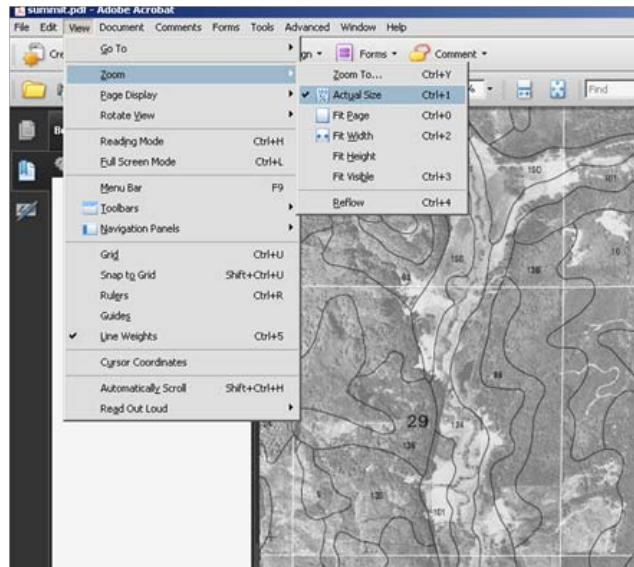 summit.pdf - Adobe Acrobat
File Edit View Document Comments Forms Tools Advanced Window Help
Go To
Forms
Comment
Zoom
Page Display
Rotate View
Reading Mode Ctrl+H
Full Screen Mode Ctrl+L
Menu Bar F9
Toolbars
Navigation Panels
Grid Ctrl+U
Snap to Grid Shift+Ctrl+U
Rulers Ctrl+R
Guides
Line Weights Ctrl+5
Cursor Coordinates
Automatically Scroll Shift+Ctrl+H
Read Out Loud
Zoom To... Ctrl+Y
Actual Size Ctrl+1
Fit Page Ctrl+0
Fit Width Ctrl+2
Fit Height
Fit Visible Ctrl+3
Reflow Ctrl+4
Find
29
101